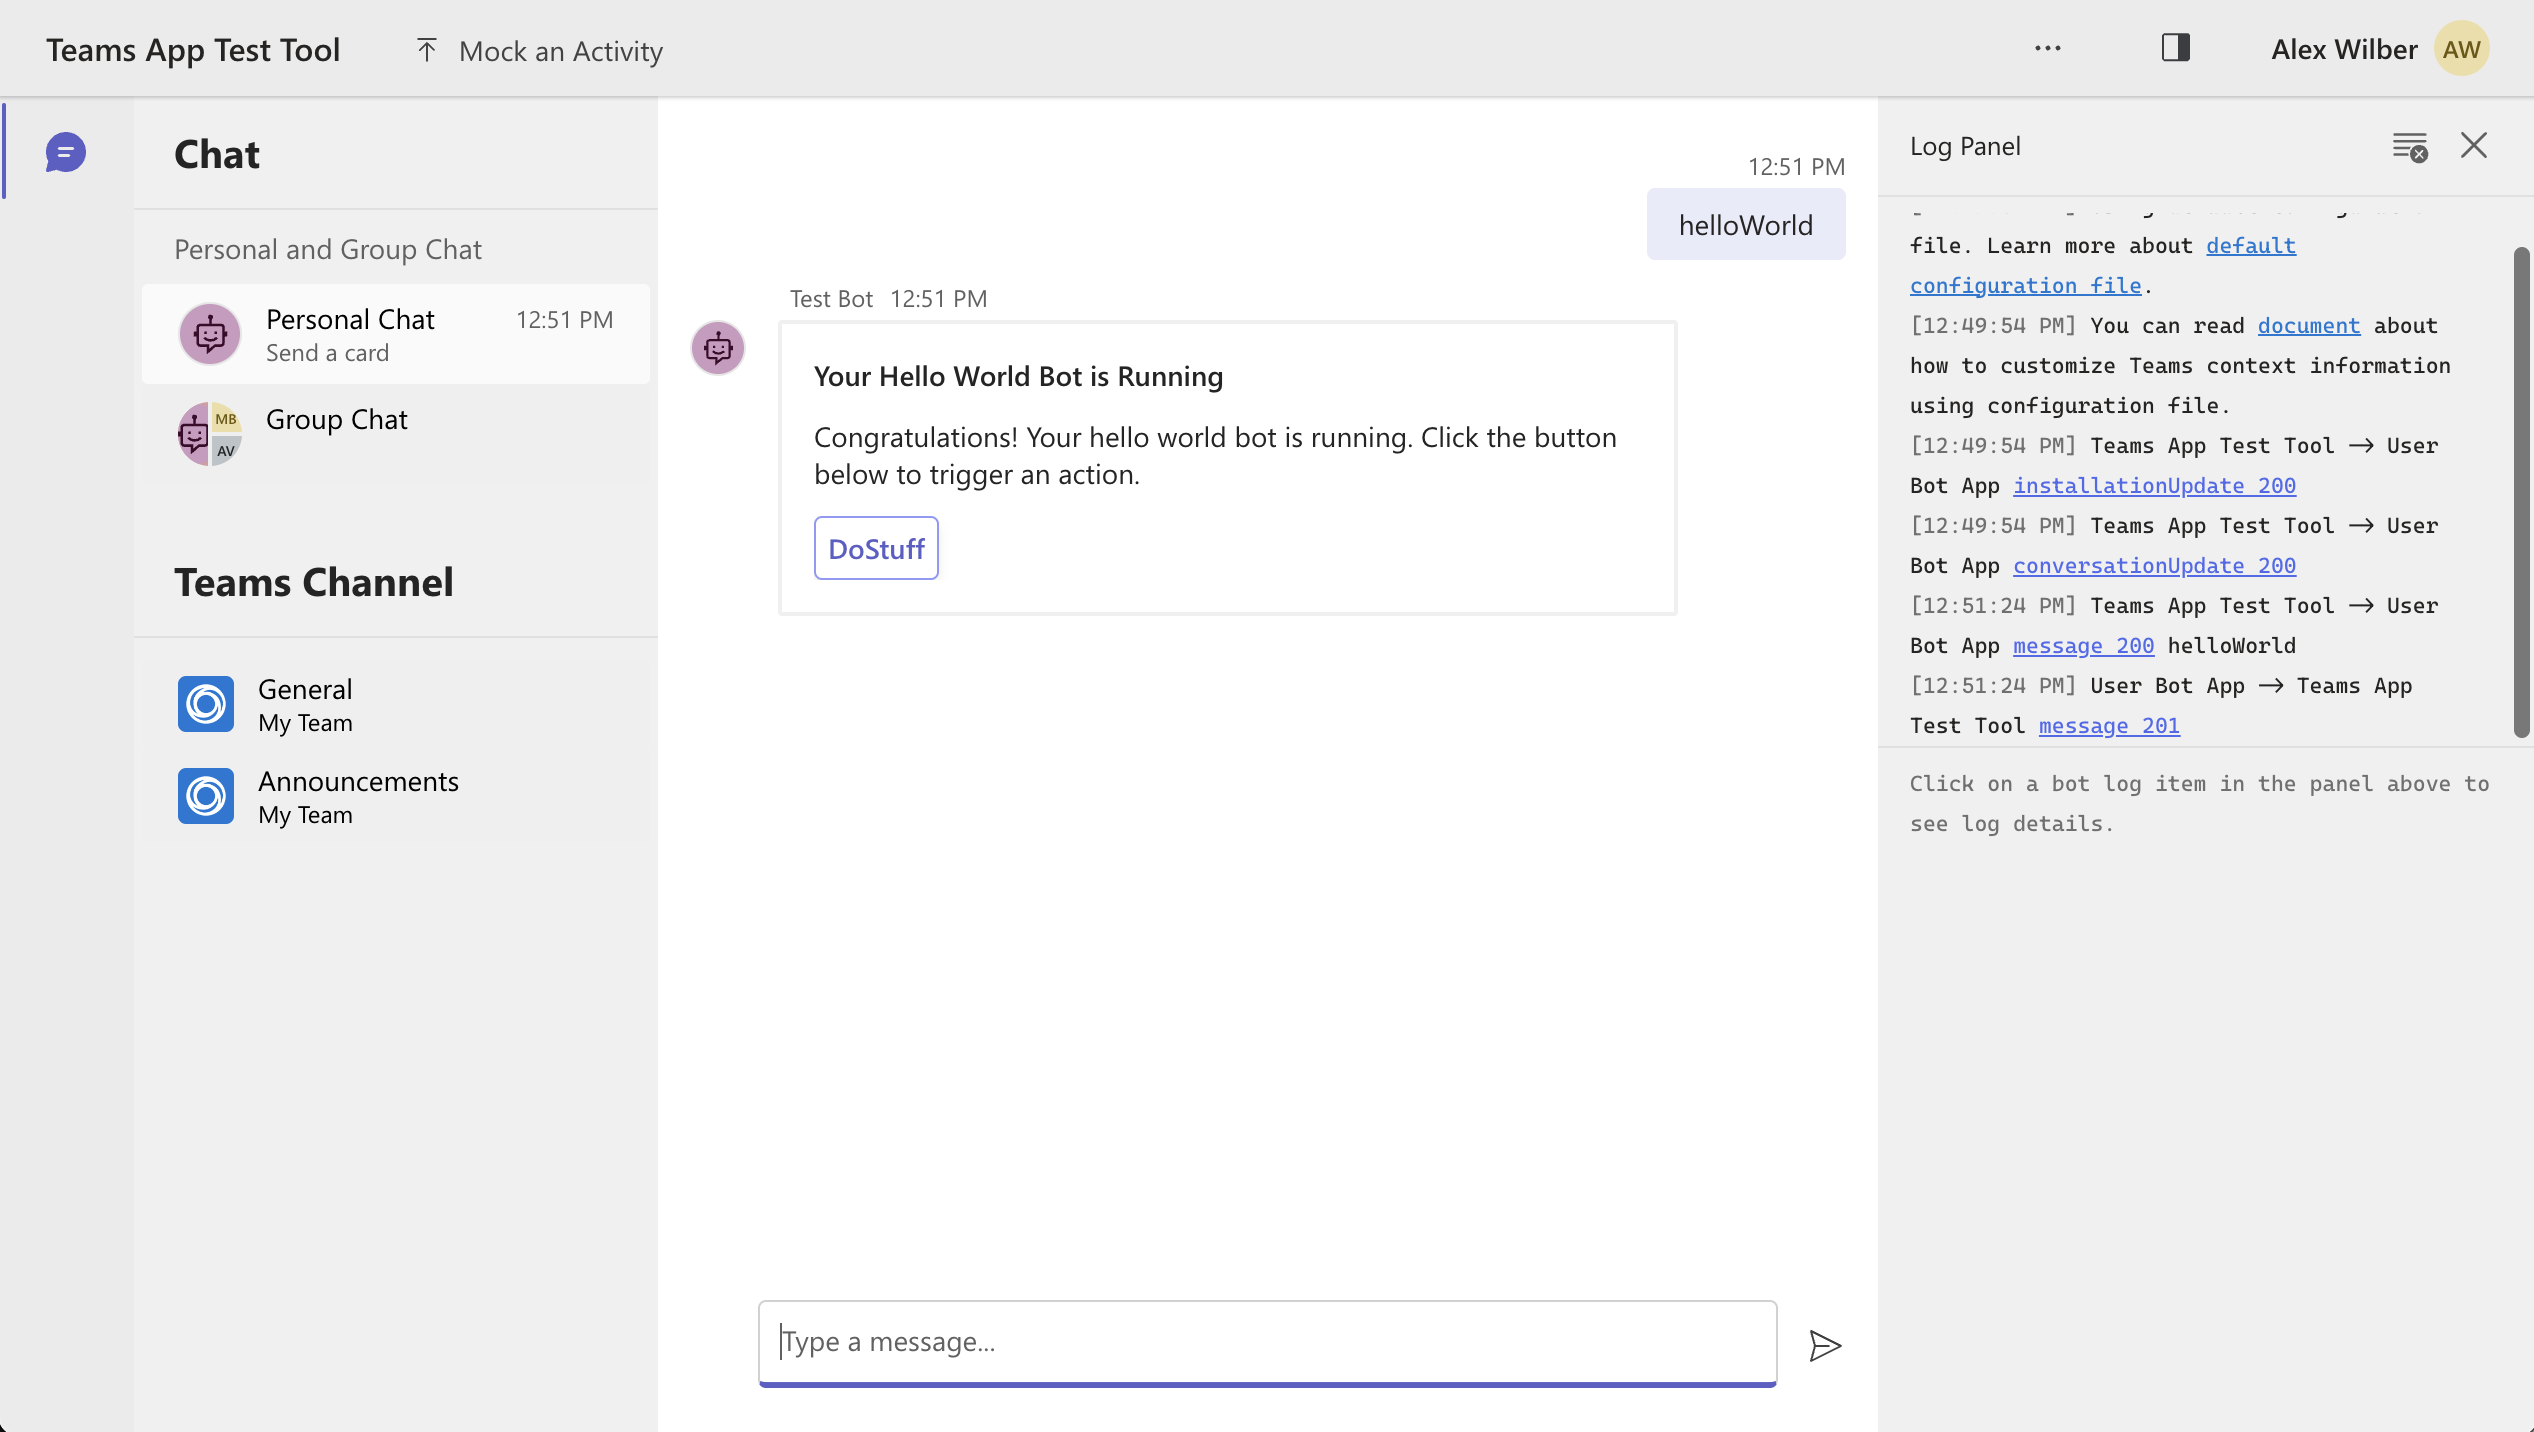 Teams App Test Tool
Mock an Activity
Alex Wilber
AW
Chat
Personal and Group Chat
Personal Chat
12:51 PM
Send a card
MB
AV
Group Chat
Teams Channel
General
My Team
Announcements
My Team
12:51 PM
helloWorld
Test Bot 12:51 PM
Your Hello World Bot is Running
Congratulations! Your hello world bot is running. Click the button
below to trigger an action.
DoStuff
Type a message...
Log Panel
file. Learn more about default
configuration file.
[12:49:54 PM] You can read document about
how to customize Teams context information
using configuration file.
[12:49:54 PM] Teams App Test Tool → User
Bot App installationUpdate 200
[12:49:54 PM] Teams App Test Tool → User
Bot App conversationUpdate 200
[12:51:24 PM] Teams App Test Tool → User
Bot App message 200 helloWorld
[12:51:24 PM] User Bot App → Teams App
Test Tool message 201
Click on a bot log item in the panel above to
see log details.